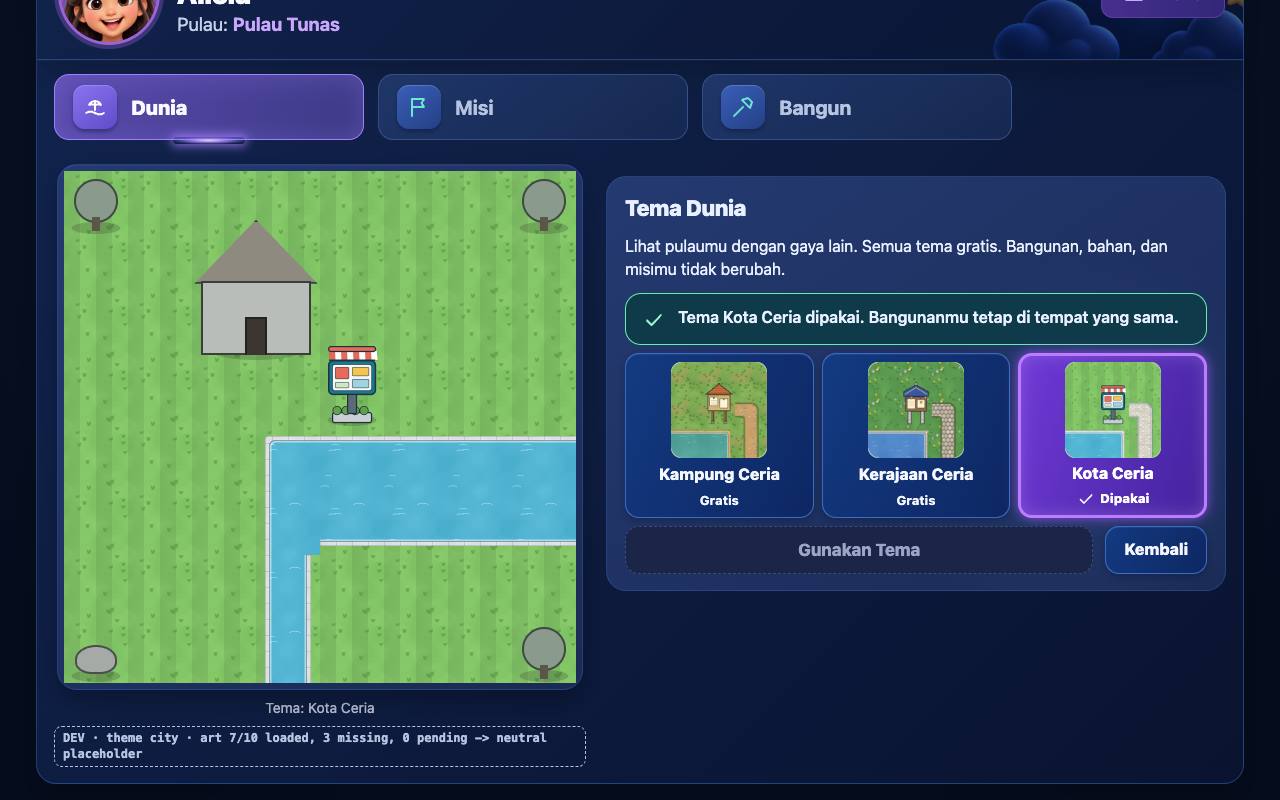 Pulau: Pulau Tunas
Dunia
Misi
Bangun
Tema Dunia
Lihat pulaumu dengan gaya lain. Semua tema gratis. Bangunan, bahan, dan
misimu tidak berubah.
Tema Kota Ceria dipakai. Bangunanmu tetap di tempat yang sama.
Kampung Ceria
Gratis
Kerajaan Ceria
Gratis
Kota Ceria
Dipakai
Gunakan Tema
Kembali
Tema: Kota Ceria
DEV · theme city · art 7/10 loaded, 3 missing, 0 pending —> neutral
placeholder